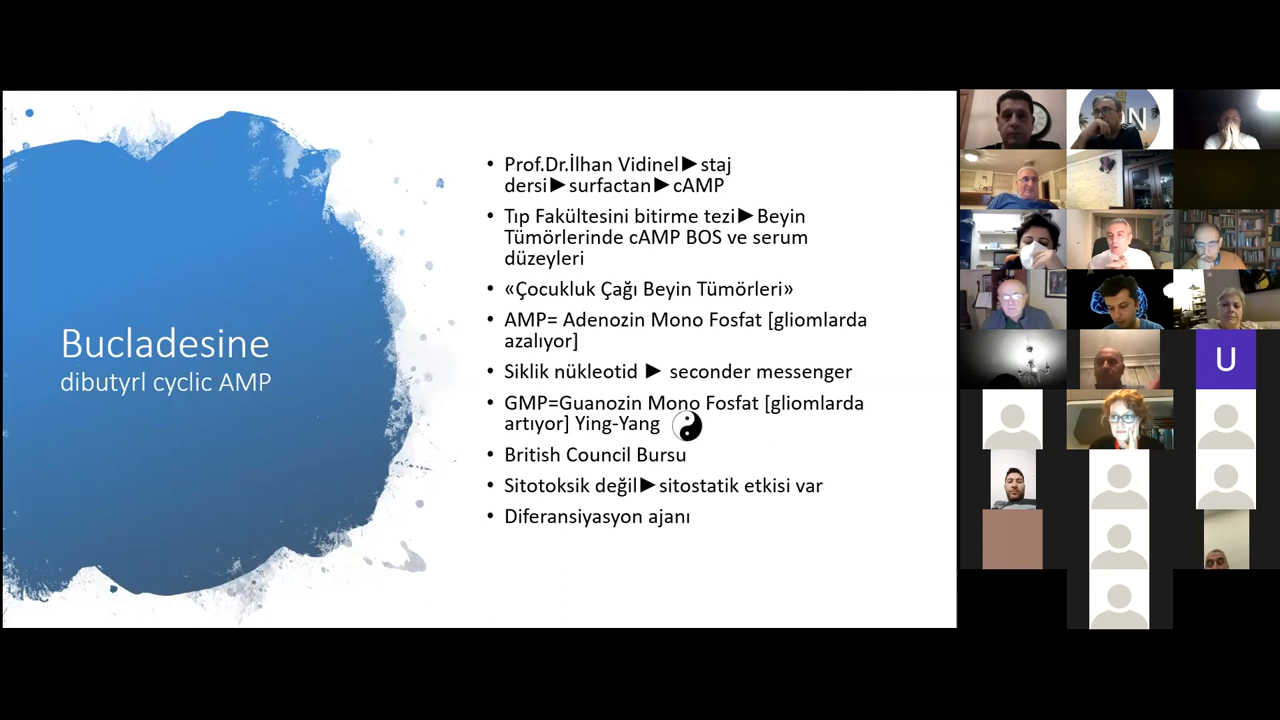 Bucladesine
dibutyrl cyclic AMP
• Prof.Dr.İlhan Vidinel►staj
dersi►surfactan►cAMP
• Tıp Fakültesini bitirme tezi►Beyin
Tümörlerinde cAMP BOS ve serum
düzeyleri
• «Çocukluk Çağı Beyin Tümörleri»
• AMP= Adenozin Mono Fosfat [gliomlarda
azalıyor]
• Siklik nükleotid ► seconder messenger
• GMP=Guanozin Mono Fosfat [gliomlarda
artıyor] Ying-Yang
• British Council Bursu
• Sitotoksik değil►sitostatik etkisi var
• Diferansiyasyon ajanı
N
U